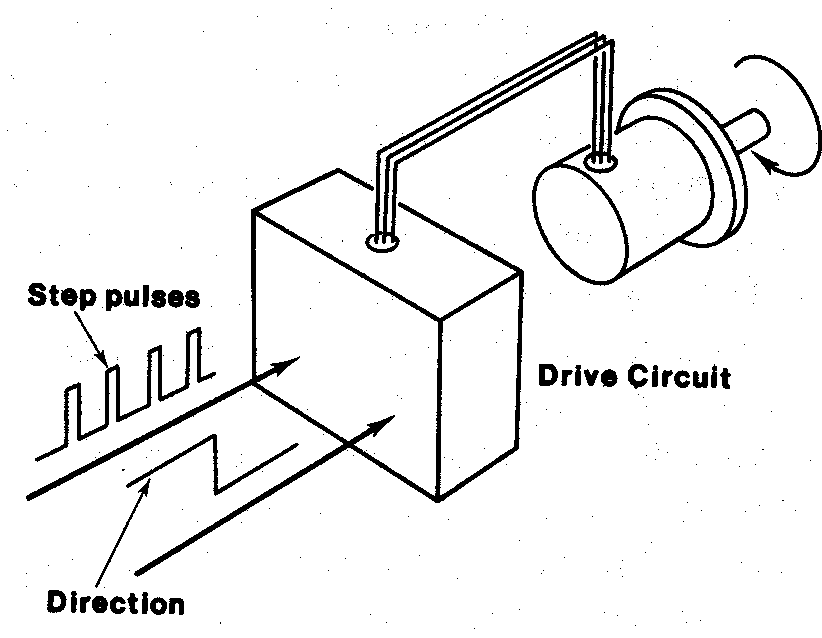 Step pulses
Drive Circuit
Direction